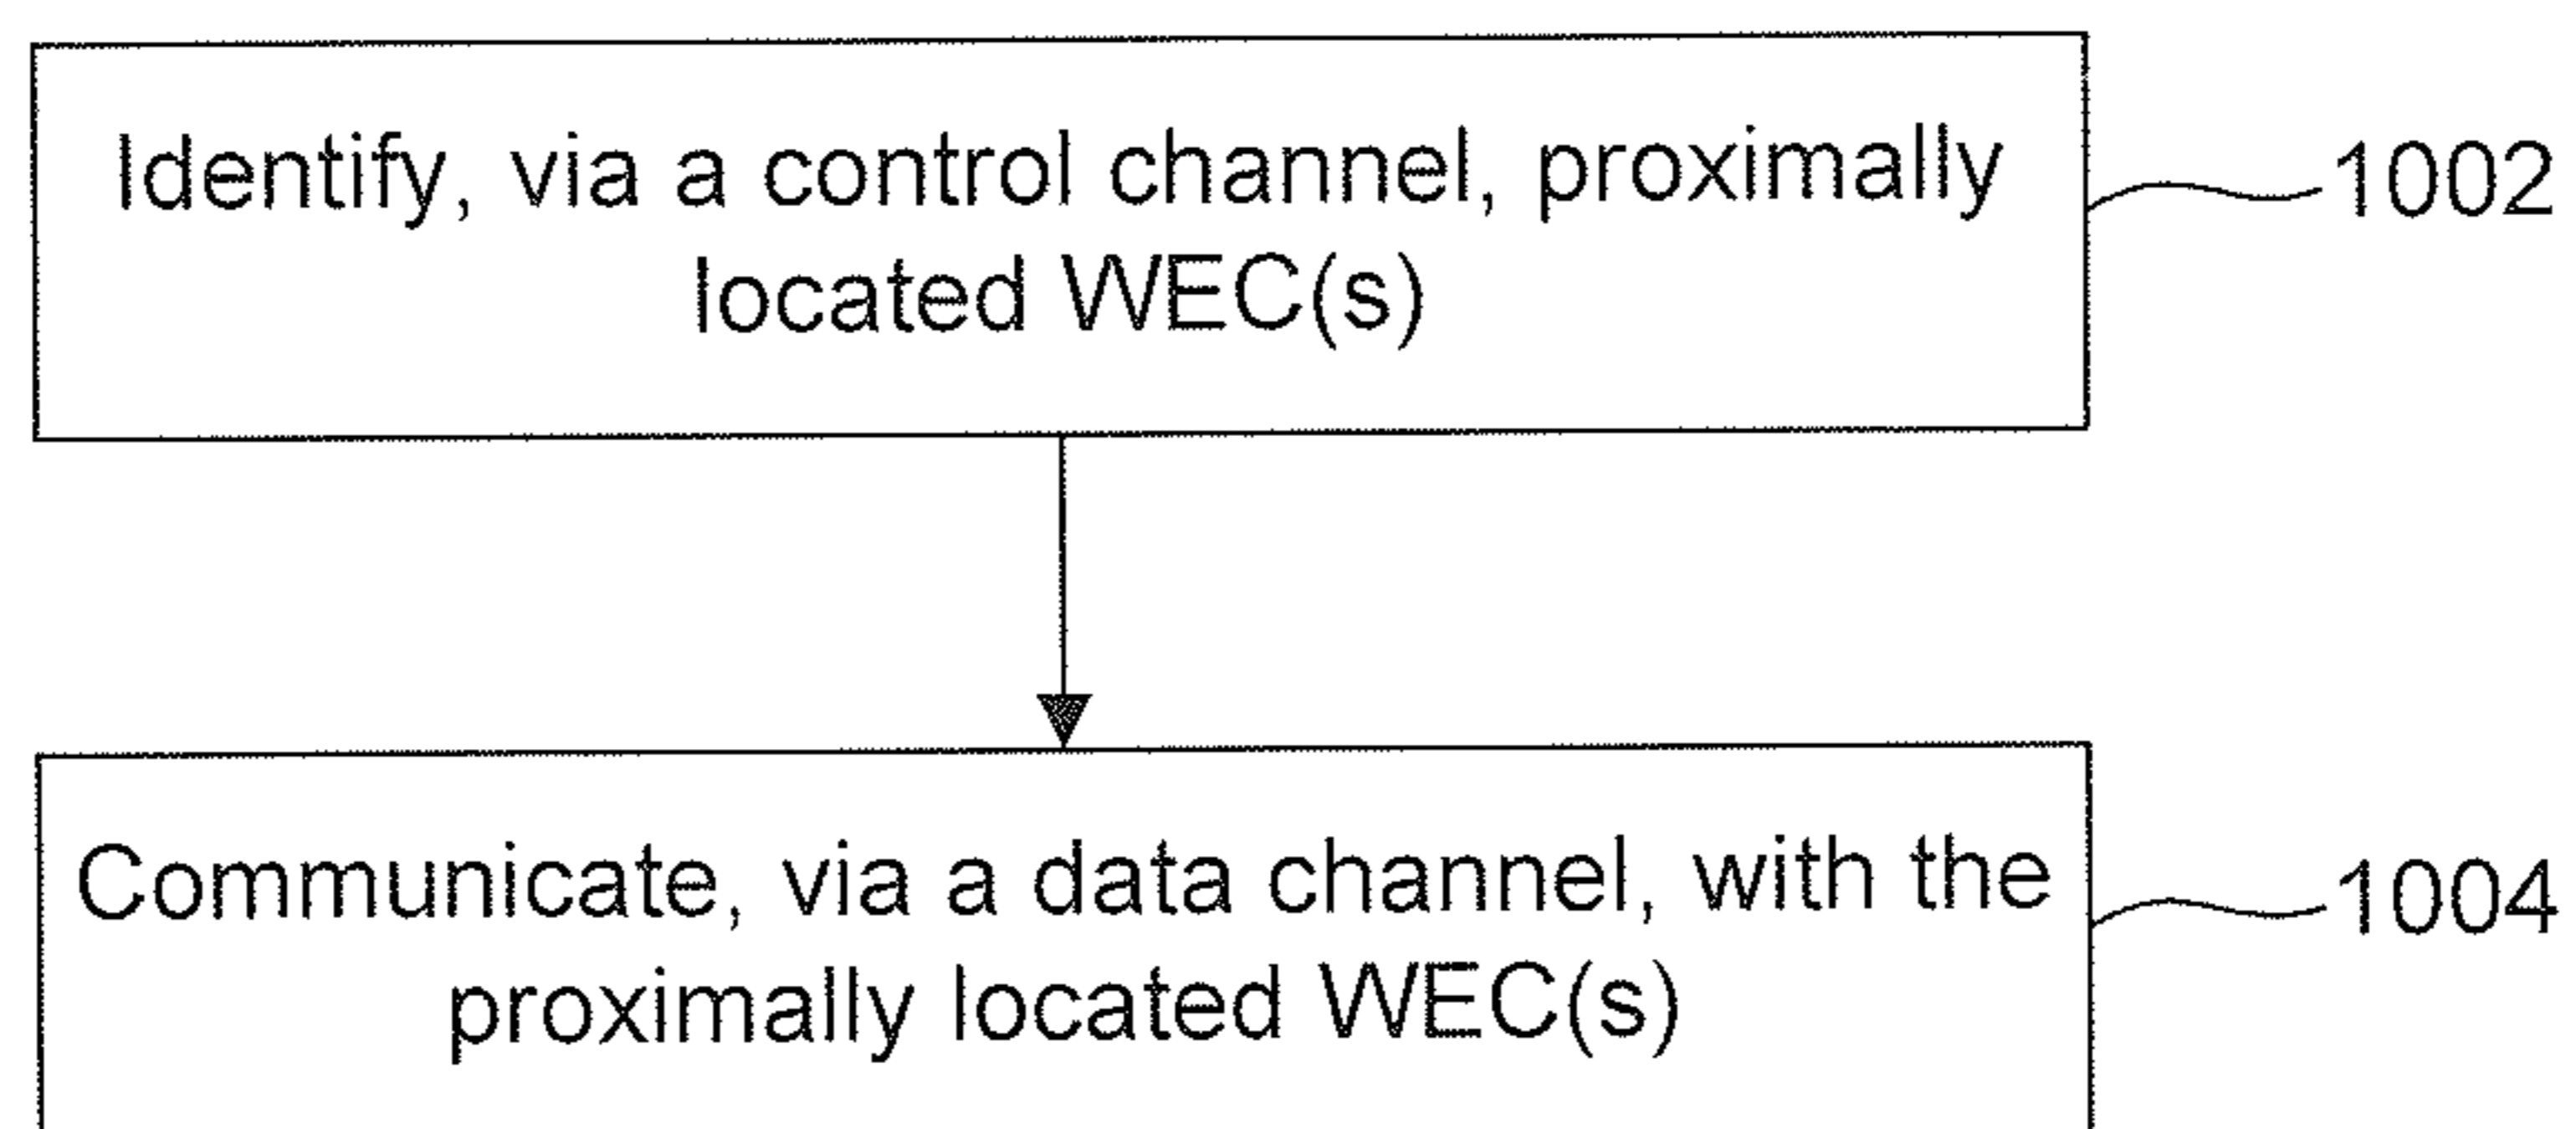 Identify, via a control channel, proximally
located WEC(s)
1002
Communicate, via a data channel, with the
proximally located WEC(s)
1004